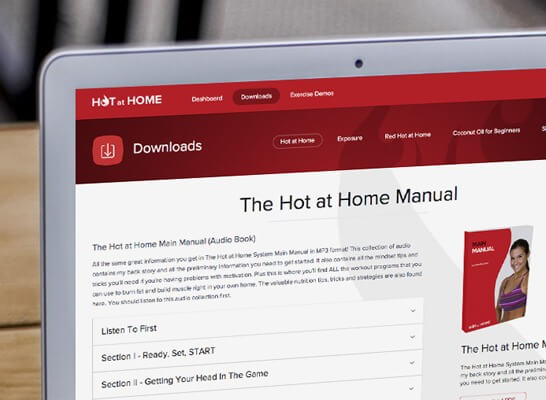 HOT at HOME Dashboard Downloads Exercise Demos
Downloads Hot at Home Exposure Red Hot at Home Coconut Oil for Beginners
The Hot at Home Manual
The Hot at Home Main Manual (Audio Book)
All the same great information you get in The Hot at Home System Main Manual in MP3 format! This collection of audio
contains my back story and all the preliminary information you need to get started. It also contains all the mindset tips and
tricks you'll need if you're having problems with motivation. Plus this is where you'll find ALL the workout programs that you
can use to burn fat and build muscle right in your own home. The valuable nutrition tips, tricks and strategies are also found
here. You should listen to this audio collection first.
Listen To First
Section I - Ready, Set, START
Section II - Getting Your Head In The Game
MAIN
MANUAL
HOT at HOME
The Hot at Home M
The Hot at Home System Main M
my back story and all the prelimina
you need to get started. It also con